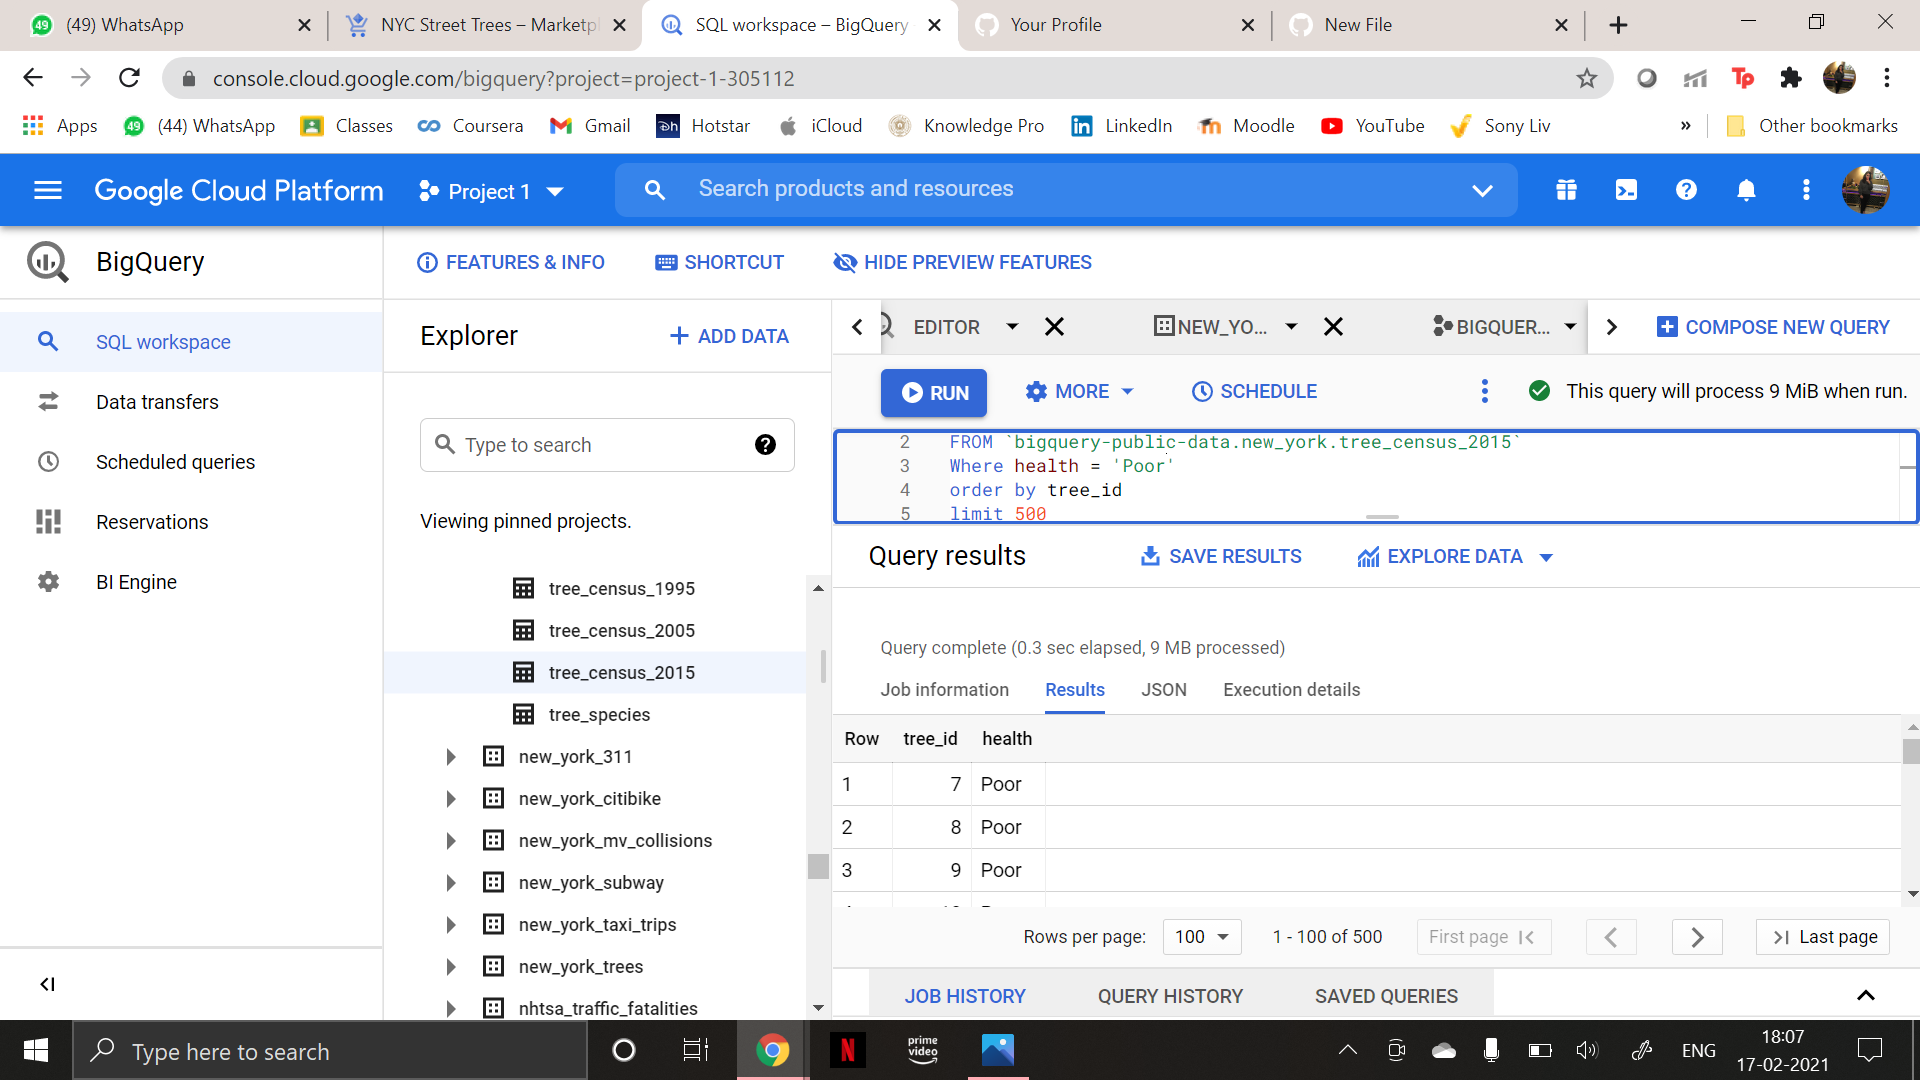 49 (49) WhatsApp
NYC Street Trees – Marketpl
SQL workspace – BigQuery
Your Profile
New File
console.cloud.google.com/bigquery?project=project-1-305112
Tp
Apps
49 (44) WhatsApp
Classes
Coursera
Gmail
Hotstar
iCloud
Knowledge Pro
LinkedIn
Moodle
YouTube
Sony Liv
»
Other bookmarks
Google Cloud Platform
Project 1
Search products and resources
BigQuery
FEATURES & INFO
SHORTCUT
HIDE PREVIEW FEATURES
SQL workspace
Data transfers
Scheduled queries
Reservations
BI Engine
Explorer
+ ADD DATA
Type to search
Viewing pinned projects.
tree_census_1995
tree_census_2005
tree_census_2015
tree_species
new_york_311
new_york_citibike
new_york_mv_collisions
new_york_subway
new_york_taxi_trips
new_york_trees
nhtsa_traffic_fatalities
EDITOR
NEW_YO...
BIGQUER...
COMPOSE NEW QUERY
RUN
MORE
SCHEDULE
This query will process 9 MiB when run.
2 FROM `bigquery-public-data.new_york.tree_census_2015`
3 Where health = 'Poor'
4 order by tree_id
5 limit 500
Query results
SAVE RESULTS
EXPLORE DATA
Query complete (0.3 sec elapsed, 9 MB processed)
Job information
Results
JSON
Execution details
Row tree_id health
1 7 Poor
2 8 Poor
3 9 Poor
Rows per page: 100
1 - 100 of 500
First page
Last page
JOB HISTORY
QUERY HISTORY
SAVED QUERIES
Type here to search
N
prime video
ENG
18:07
17-02-2021